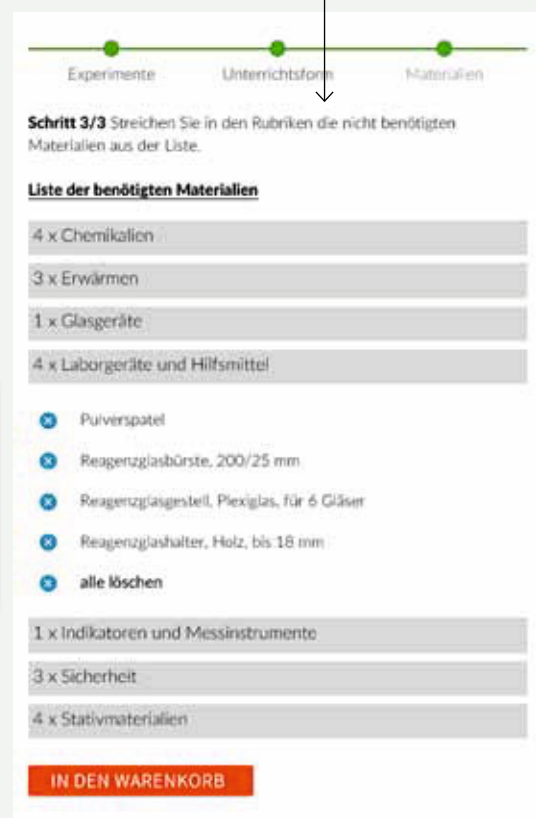 Experimente Unterrichtsform Materialien
Schritt 3/3 Streichen Sie in den Rubriken die nicht benötigten
Materialien aus der Liste.
Liste der benötigten Materialien
4 x Chemikalien
3 x Erwärmen
1 x Glasgeräte
4 x Laborgeräte und Hilfsmittel
Pulverspatel
Reagenzglasbürste, 200/25 mm
Reagenzglasgestell, Plexiglas, für 6 Gläser
Reagenzglashalter, Holz, bis 18 mm
alle löschen
1 x Indikatoren und Messinstrumente
3 x Sicherheit
4 x Stativmaterialien
IN DEN WARENKORB